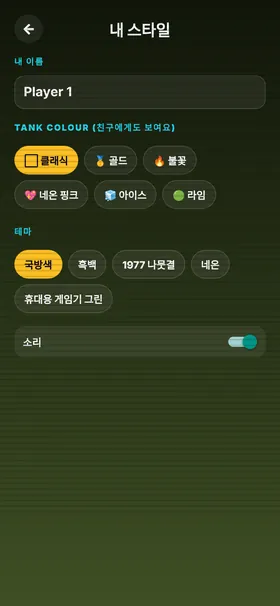 내 스타일
내 이름
Player 1
TANK COLOUR (친구에게도 보여요)
클래식 골드 불꽃
네온 핑크 아이스 라임
테마
국방색 흑백 1977 나뭇결 네온
휴대용 게임기 그린
소리